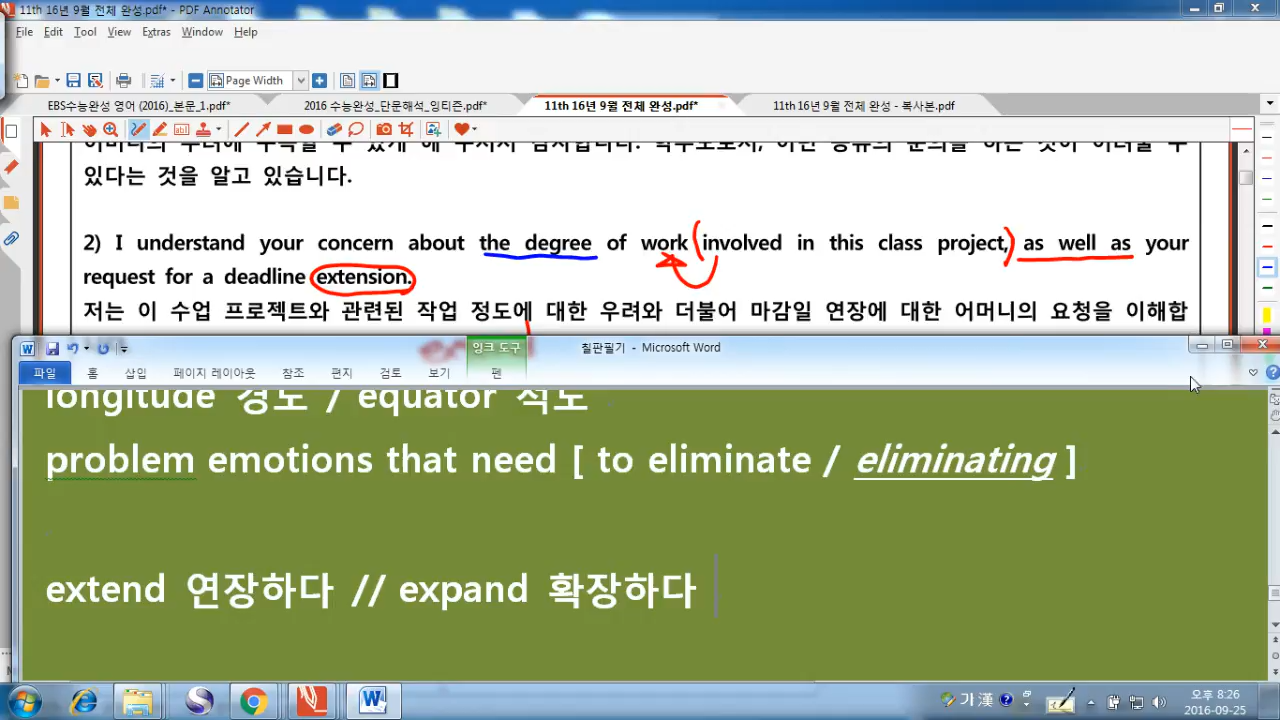 11th 16년 9월 전체 완성.pdf* - PDF Annotator
File Edit Tool View Extras Window Help
Page Width
EBS수능완성 영어 (2016)_본문_1.pdf* 2016 수능완성_단문해석_잉티즌.pdf* 11th 16년 9월 전체 완성.pdf* 11th 16년 9월 전체 완성 - 복사본.pdf
있다는 것을 알고 있습니다.
2) I understand your concern about the degree of work (involved in this class project,) as well as your
request for a deadline extension.
저는 이 수업 프로젝트와 관련된 작업 정도에 대한 우려와 더불어 마감일 연장에 대한 어머니의 요청을 이해합
잉크 도구 칠판필기 - Microsoft Word
파일 홈 삽입 페이지 레이아웃 참조 편지 검토 보기 펜
longitude 경도 / equator 적도
problem emotions that need [ to eliminate / eliminating ]
extend 연장하다 // expand 확장하다
가 漢
오후 8:26
2016-09-25